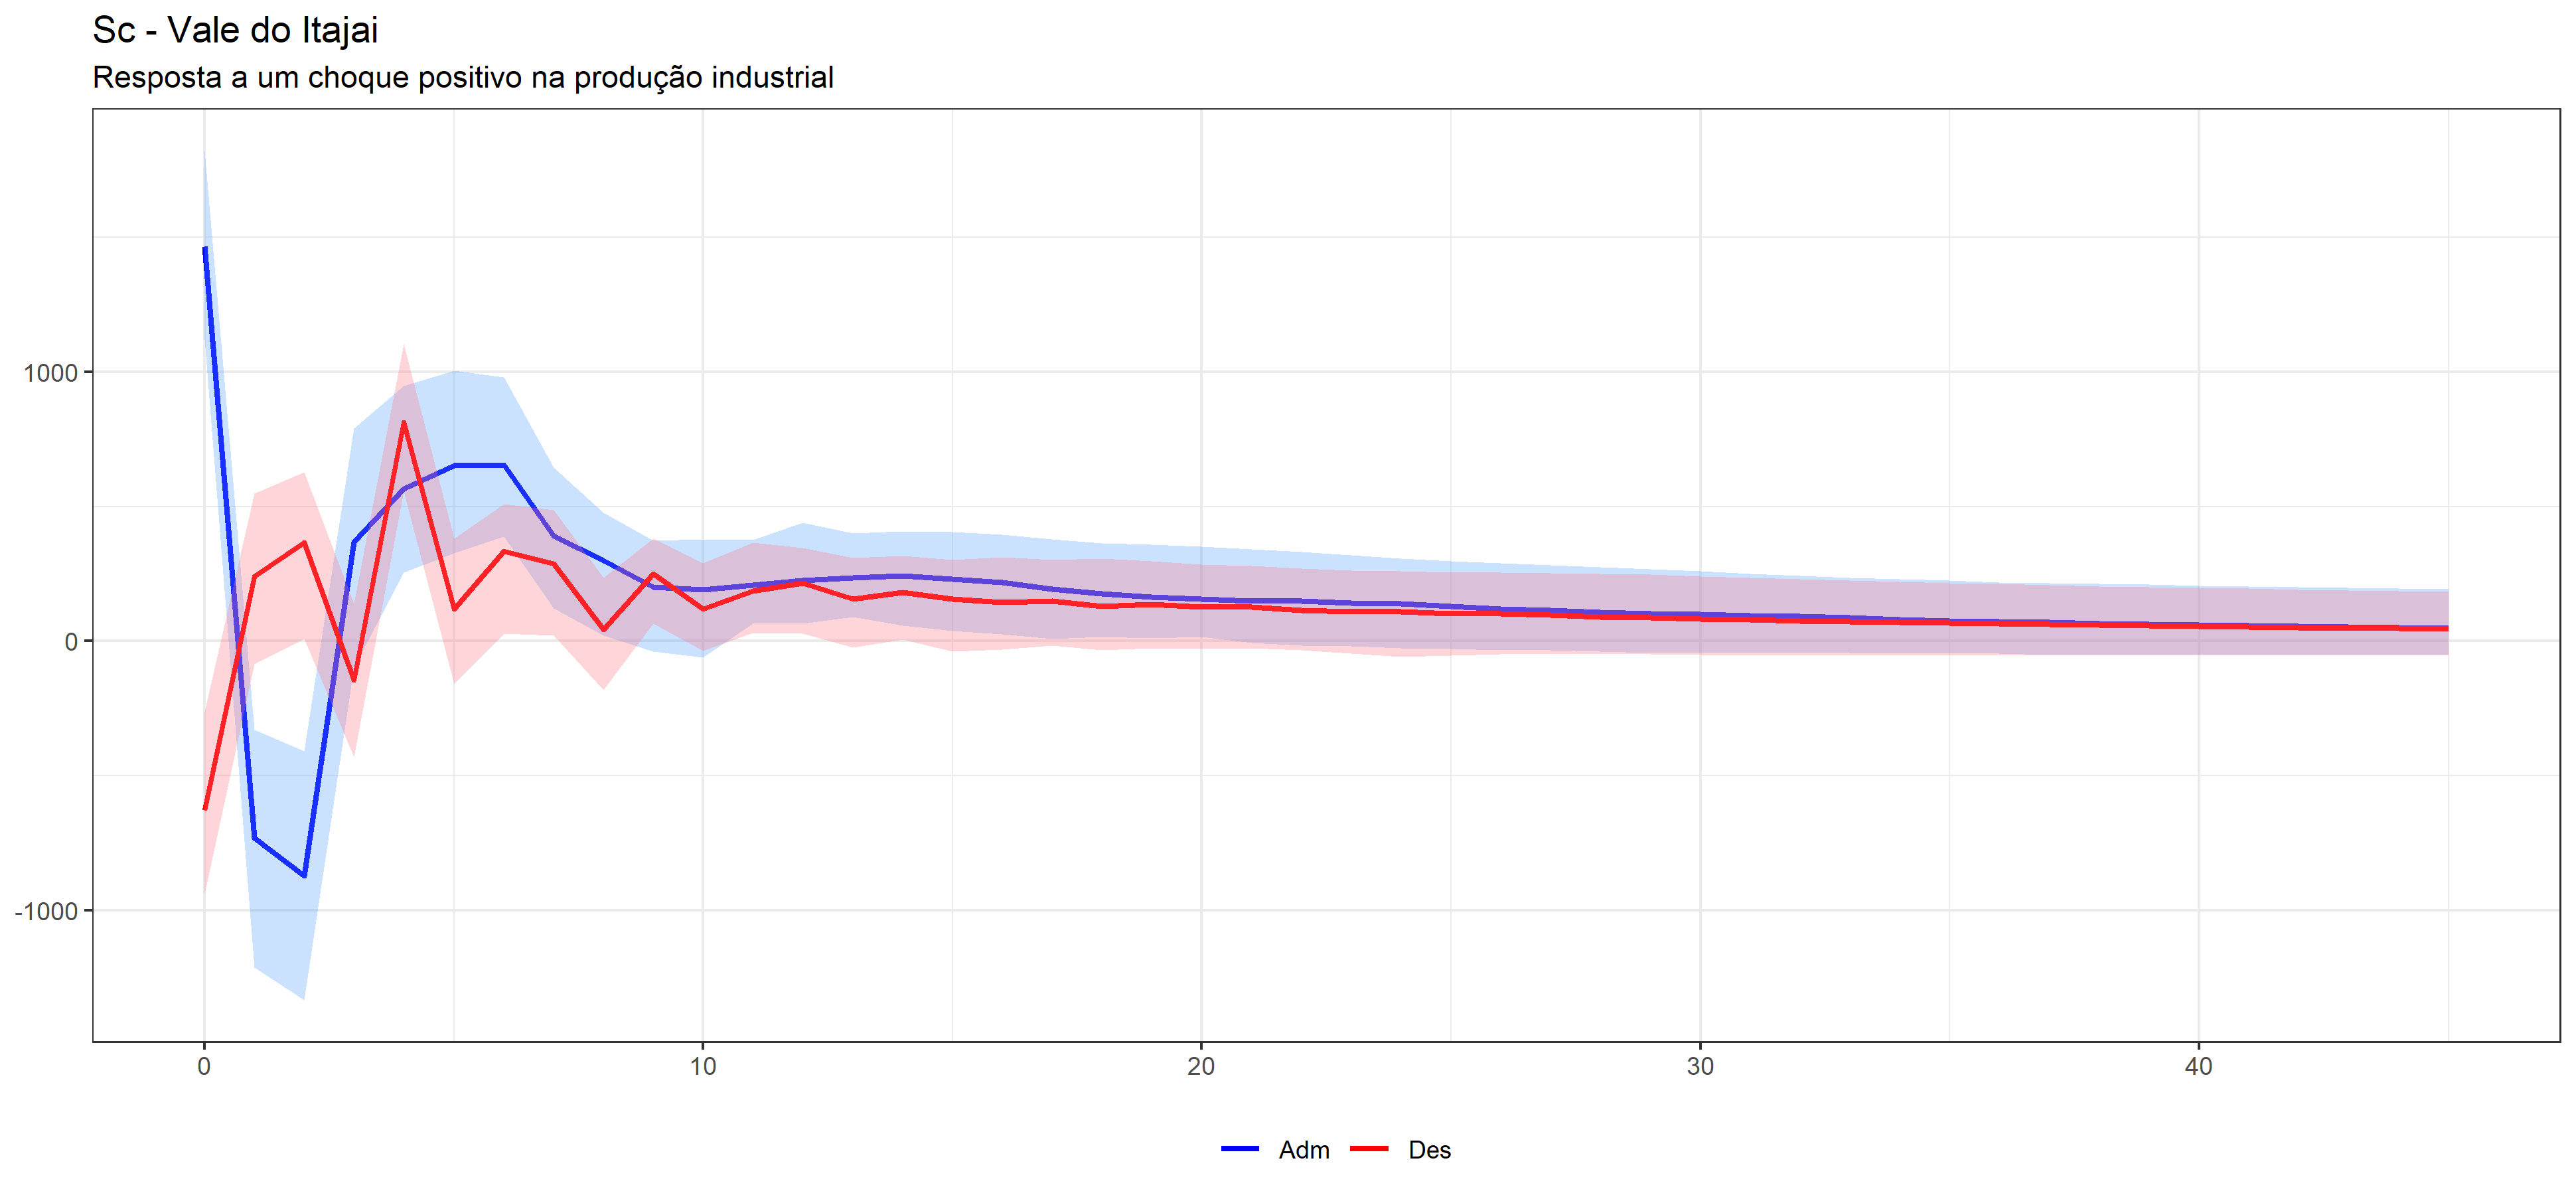 Sc - Vale do Itajai
Resposta a um choque positivo na produção industrial
1000
0
-1000
0 10 20 30 40
Adm Des